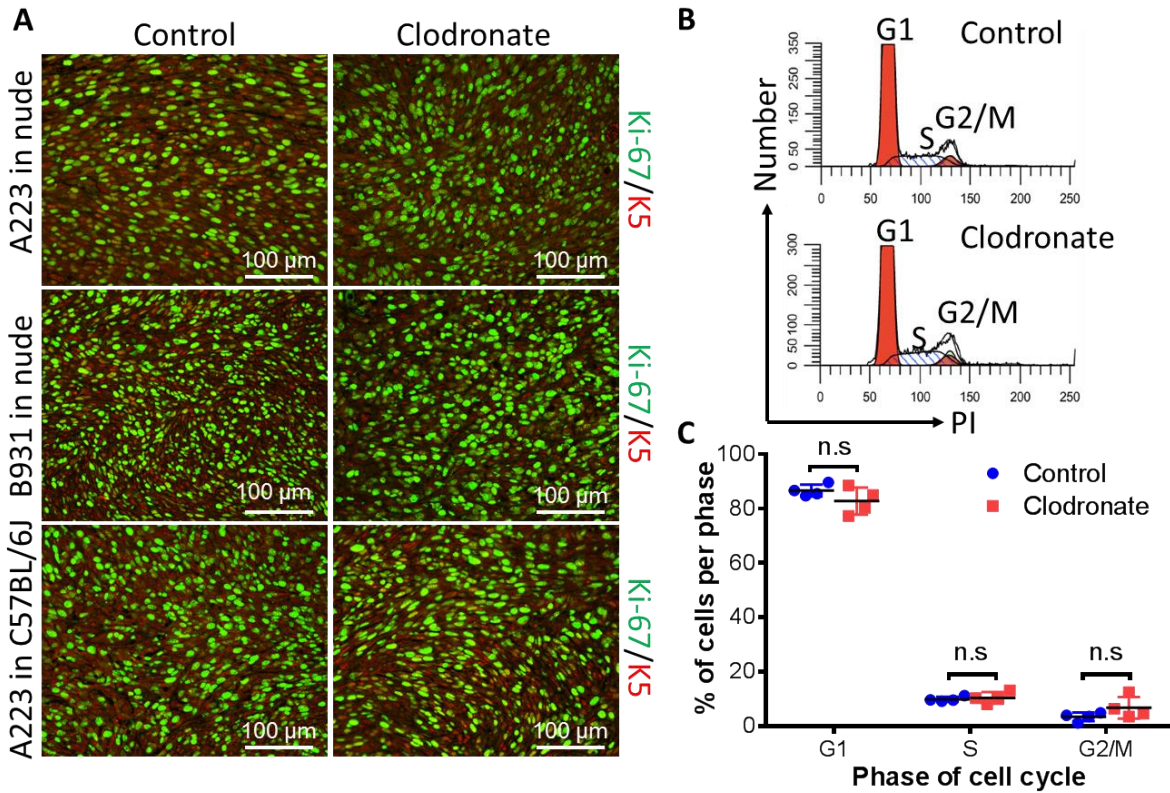 A
Control
Clodronate
A223 in nude
100 µm
100 µm
Ki-67/K5
B931 in nude
100 µm
100 µm
Ki-67/K5
A223 in C57BL/6J
100 µm
100 µm
Ki-67/K5
B
Number
350
250
150
50
0
G1
Control
S
G2/M
0 50 100 150 200 250
300
200
100
50
0
G1
Clodronate
S
G2/M
0 50 100 150 200 250
PI
C
% of cells per phase
100
80
60
40
20
0
n.s
Control
Clodronate
n.s
n.s
G1 S G2/M
Phase of cell cycle